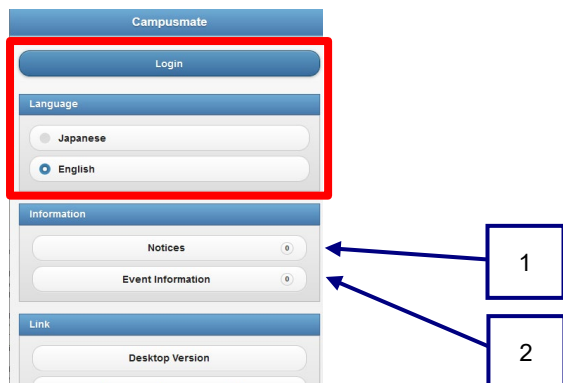 Campusmate
Login
Language
Japanese
English
Information
Notices 0
Event Information 0
Link
Desktop Version
1
2